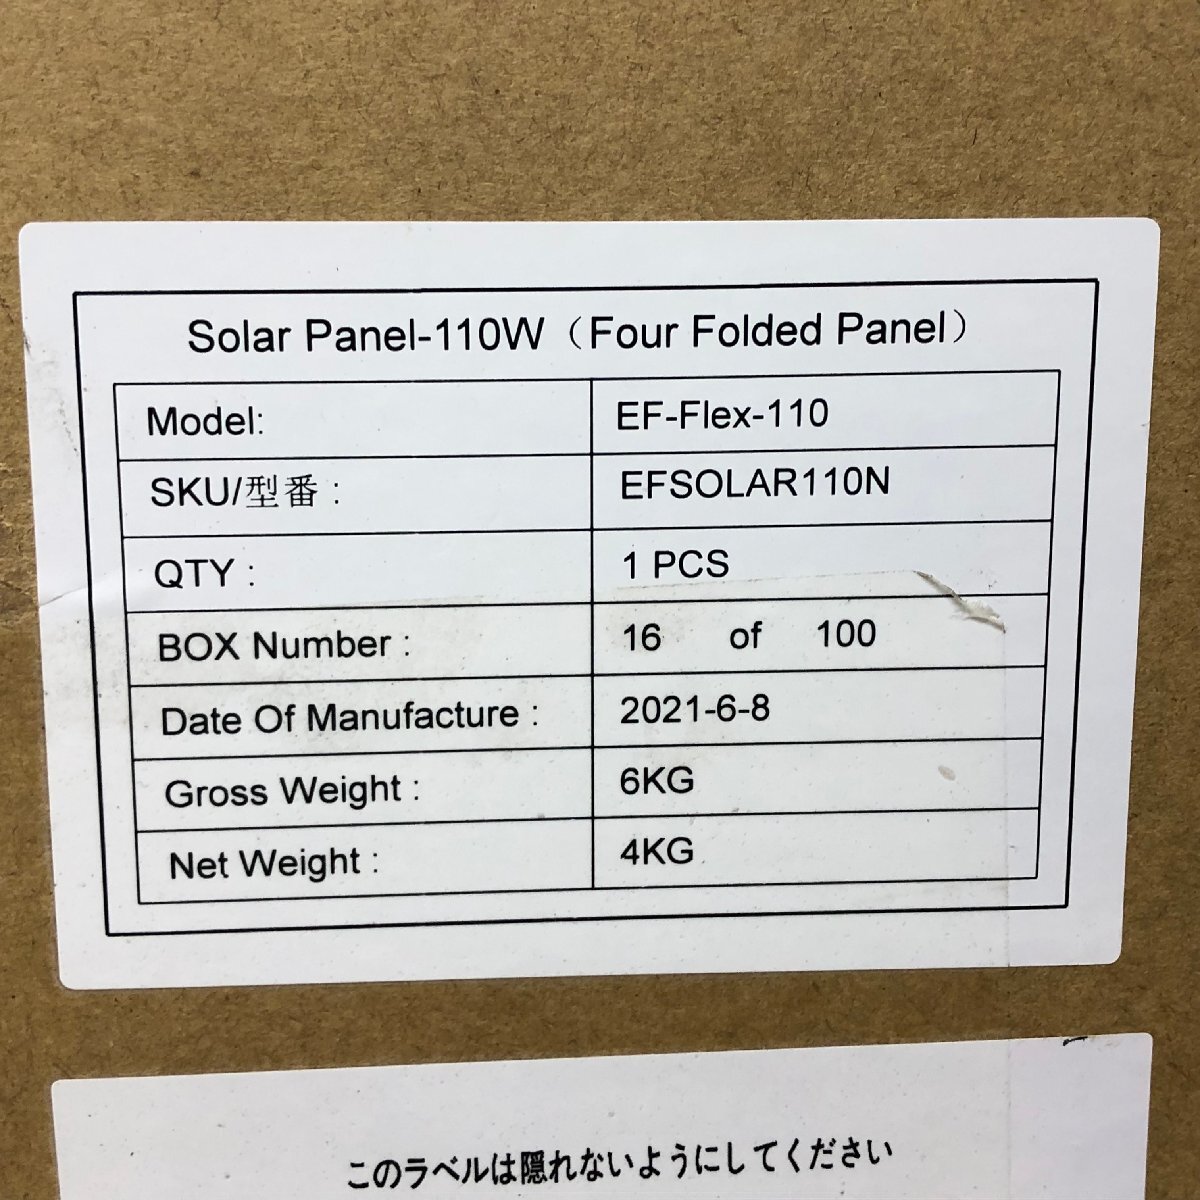 Solar Panel-110W（Four Folded Panel）
Model: EF-Flex-110
SKU/型番 : EFSOLAR110N
QTY : 1 PCS
BOX Number : 16 of 100
Date Of Manufacture : 2021-6-8
Gross Weight : 6KG
Net Weight : 4KG
このラベルは隠れないようにしてください